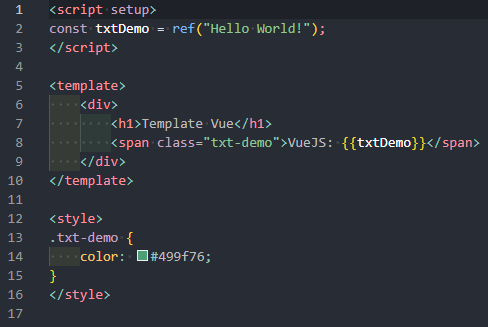 1 <script setup>
2 const txtDemo = ref("Hello World!");
3 </script>
4
5 <template>
6     <div>
7         <h1>Template Vue</h1>
8         <span class="txt-demo">VueJS: {{txtDemo}}</span>
9     </div>
10 </template>
11
12 <style>
13 .txt-demo {
14     color: #499f76;
15 }
16 </style>
17